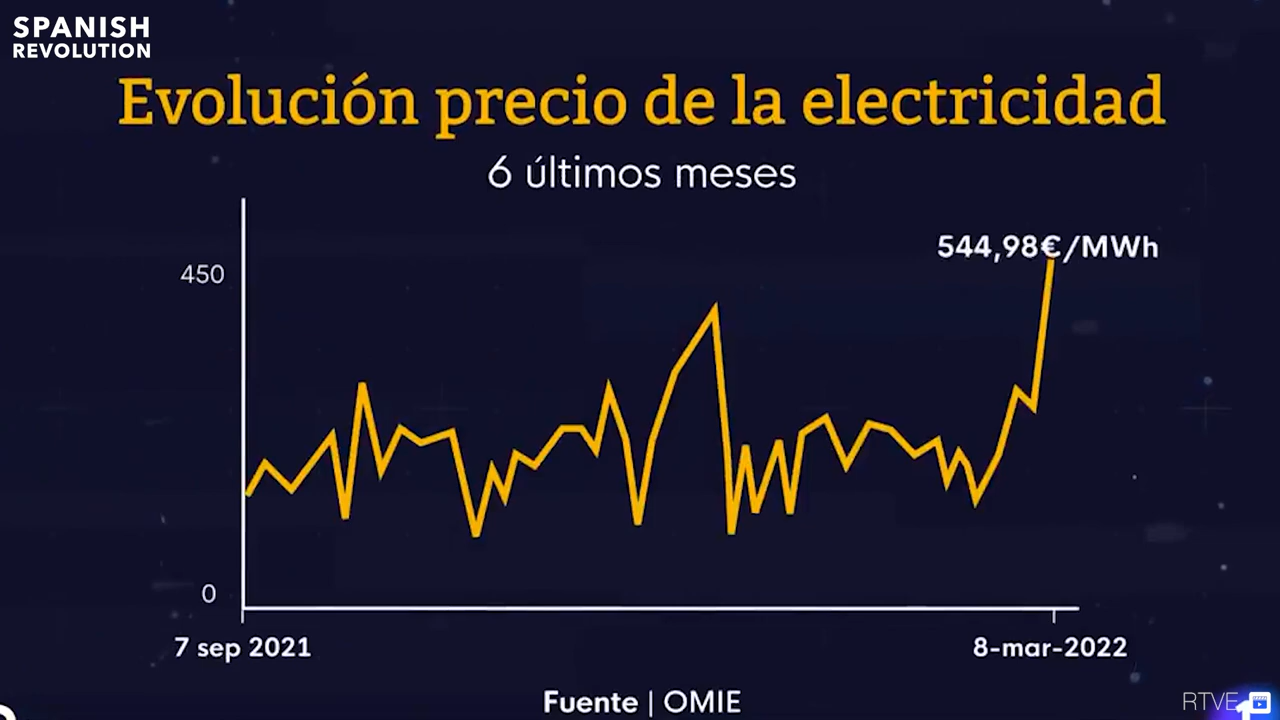 SPANISH
REVOLUTION
Evolución precio de la electricidad
6 últimos meses
544,98€/MWh
450
0
7 sep 2021
8-mar-2022
Fuente | OMIE
RTVE
1